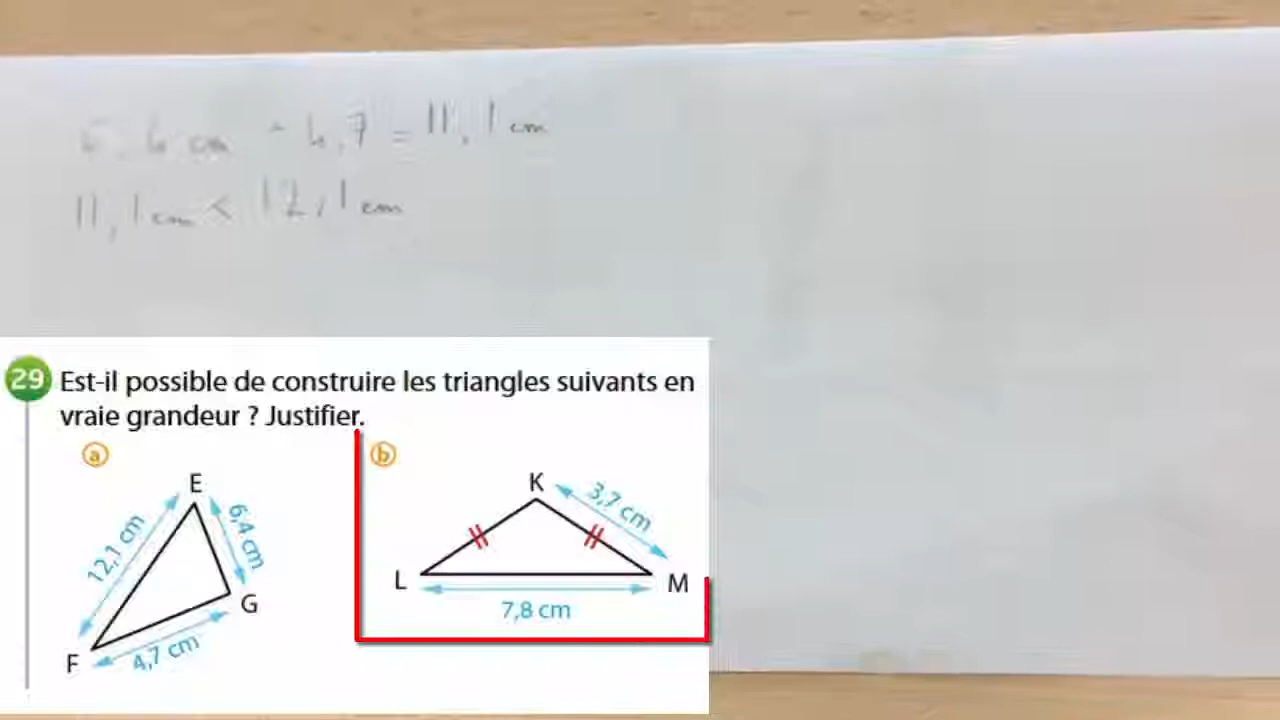 6,4 cm + 4,7 = 11,1 cm
11,1 cm < 12,1 cm
29 Est-il possible de construire les triangles suivants en
vraie grandeur ? Justifier.
a
b
E
12,1 cm
6,4 cm
G
F
4,7 cm
K
3,7 cm
L
M
7,8 cm